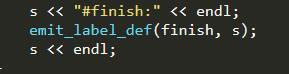 s << "#finish:" << endl;
emit_label_def(finish, s);
s << endl;